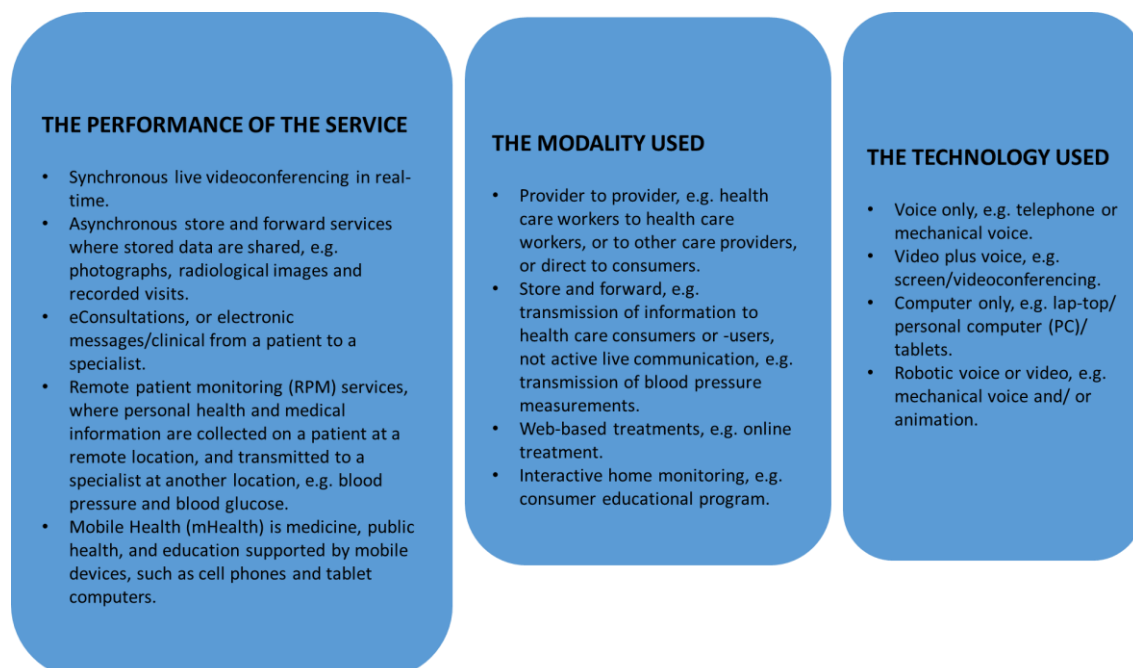 THE PERFORMANCE OF THE SERVICE
• Synchronous live videoconferencing in real-
time.
• Asynchronous store and forward services
where stored data are shared, e.g.
photographs, radiological images and
recorded visits.
• eConsultations, or electronic
messages/clinical from a patient to a
specialist.
• Remote patient monitoring (RPM) services,
where personal health and medical
information are collected on a patient at a
remote location, and transmitted to a
specialist at another location, e.g. blood
pressure and blood glucose.
• Mobile Health (mHealth) is medicine, public
health, and education supported by mobile
devices, such as cell phones and tablet
computers.
THE MODALITY USED
• Provider to provider, e.g. health
care workers to health care
workers, or to other care providers,
or direct to consumers.
• Store and forward, e.g.
transmission of information to
health care consumers or -users,
not active live communication, e.g.
transmission of blood pressure
measurements.
• Web-based treatments, e.g. online
treatment.
• Interactive home monitoring, e.g.
consumer educational program.
THE TECHNOLOGY USED
• Voice only, e.g. telephone or
mechanical voice.
• Video plus voice, e.g.
screen/videoconferencing.
• Computer only, e.g. lap-top/
personal computer (PC)/
tablets.
• Robotic voice or video, e.g.
mechanical voice and/ or
animation.